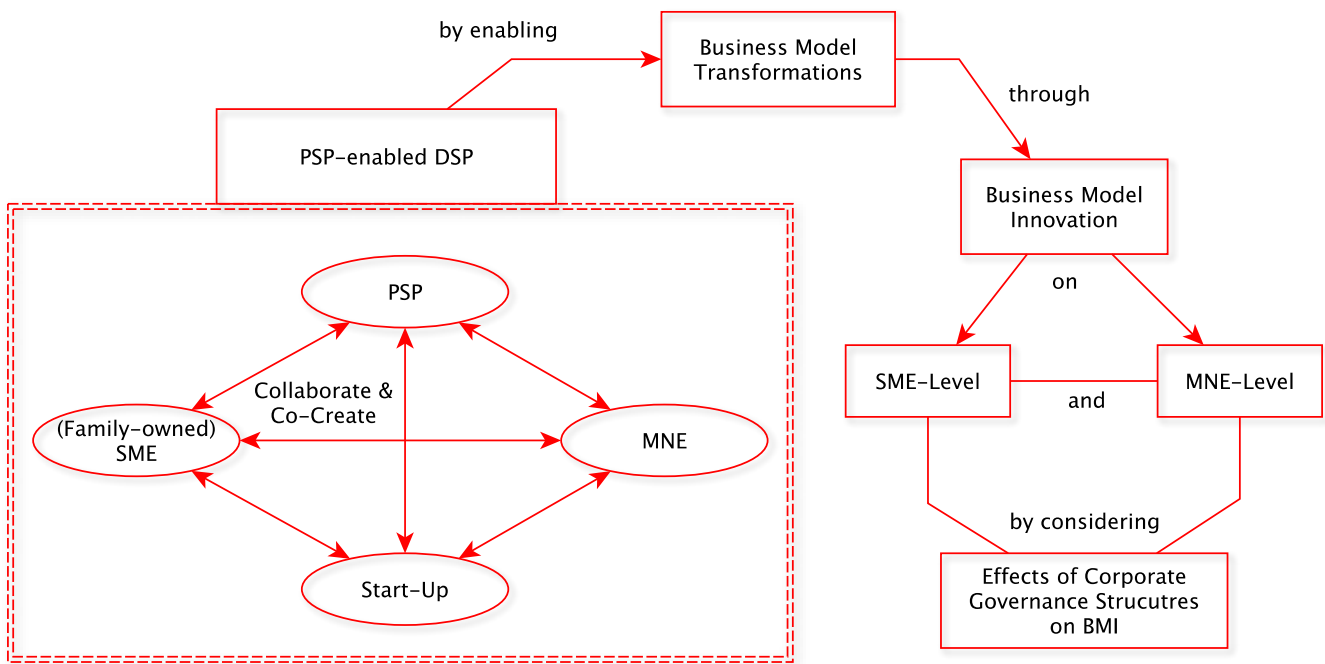 by enabling
Business Model
Transformations
through
PSP-enabled DSP
Business Model
Innovation
on
PSP
SME-Level
MNE-Level
and
Collaborate &
Co-Create
(Family-owned)
SME
MNE
by considering
Start-Up
Effects of Corporate
Governance Strucutres
on BMI